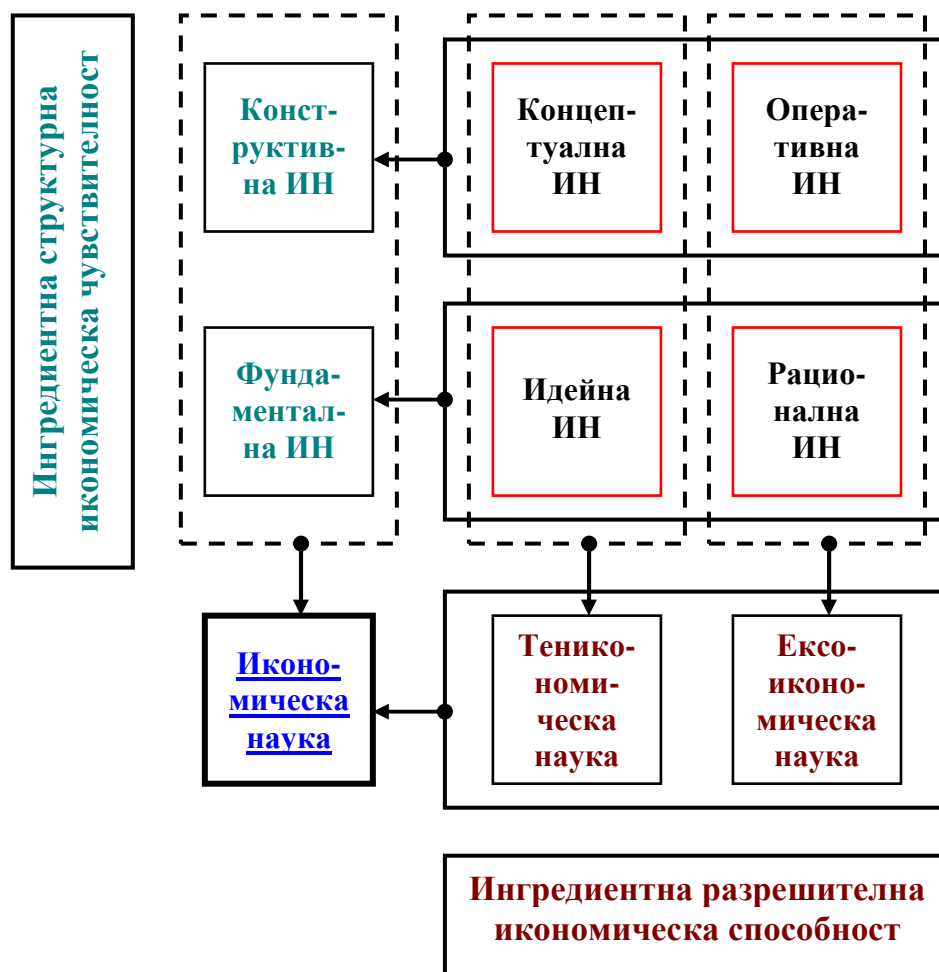 Ингредиентна структурна
икономическа чувствителност
Конст-
руктив-
на ИН
Концеп-
туална
ИН
Опера-
тивна
ИН
Фунда-
ментал-
на ИН
Идейна
ИН
Рацио-
нална
ИН
Иконо-
мическа
наука
Тенико-
номи-
ческа
наука
Ексо-
иконо-
мическа
наука
Ингредиентна разрешителна
икономическа способност